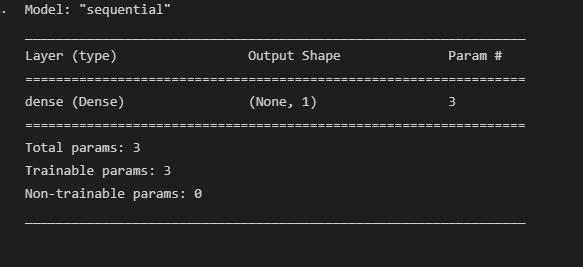 Model: "sequential"
_________________________________________________________________
Layer (type)                Output Shape              Param #
=================================================================
dense (Dense)               (None, 1)                 3
=================================================================
Total params: 3
Trainable params: 3
Non-trainable params: 0
_________________________________________________________________